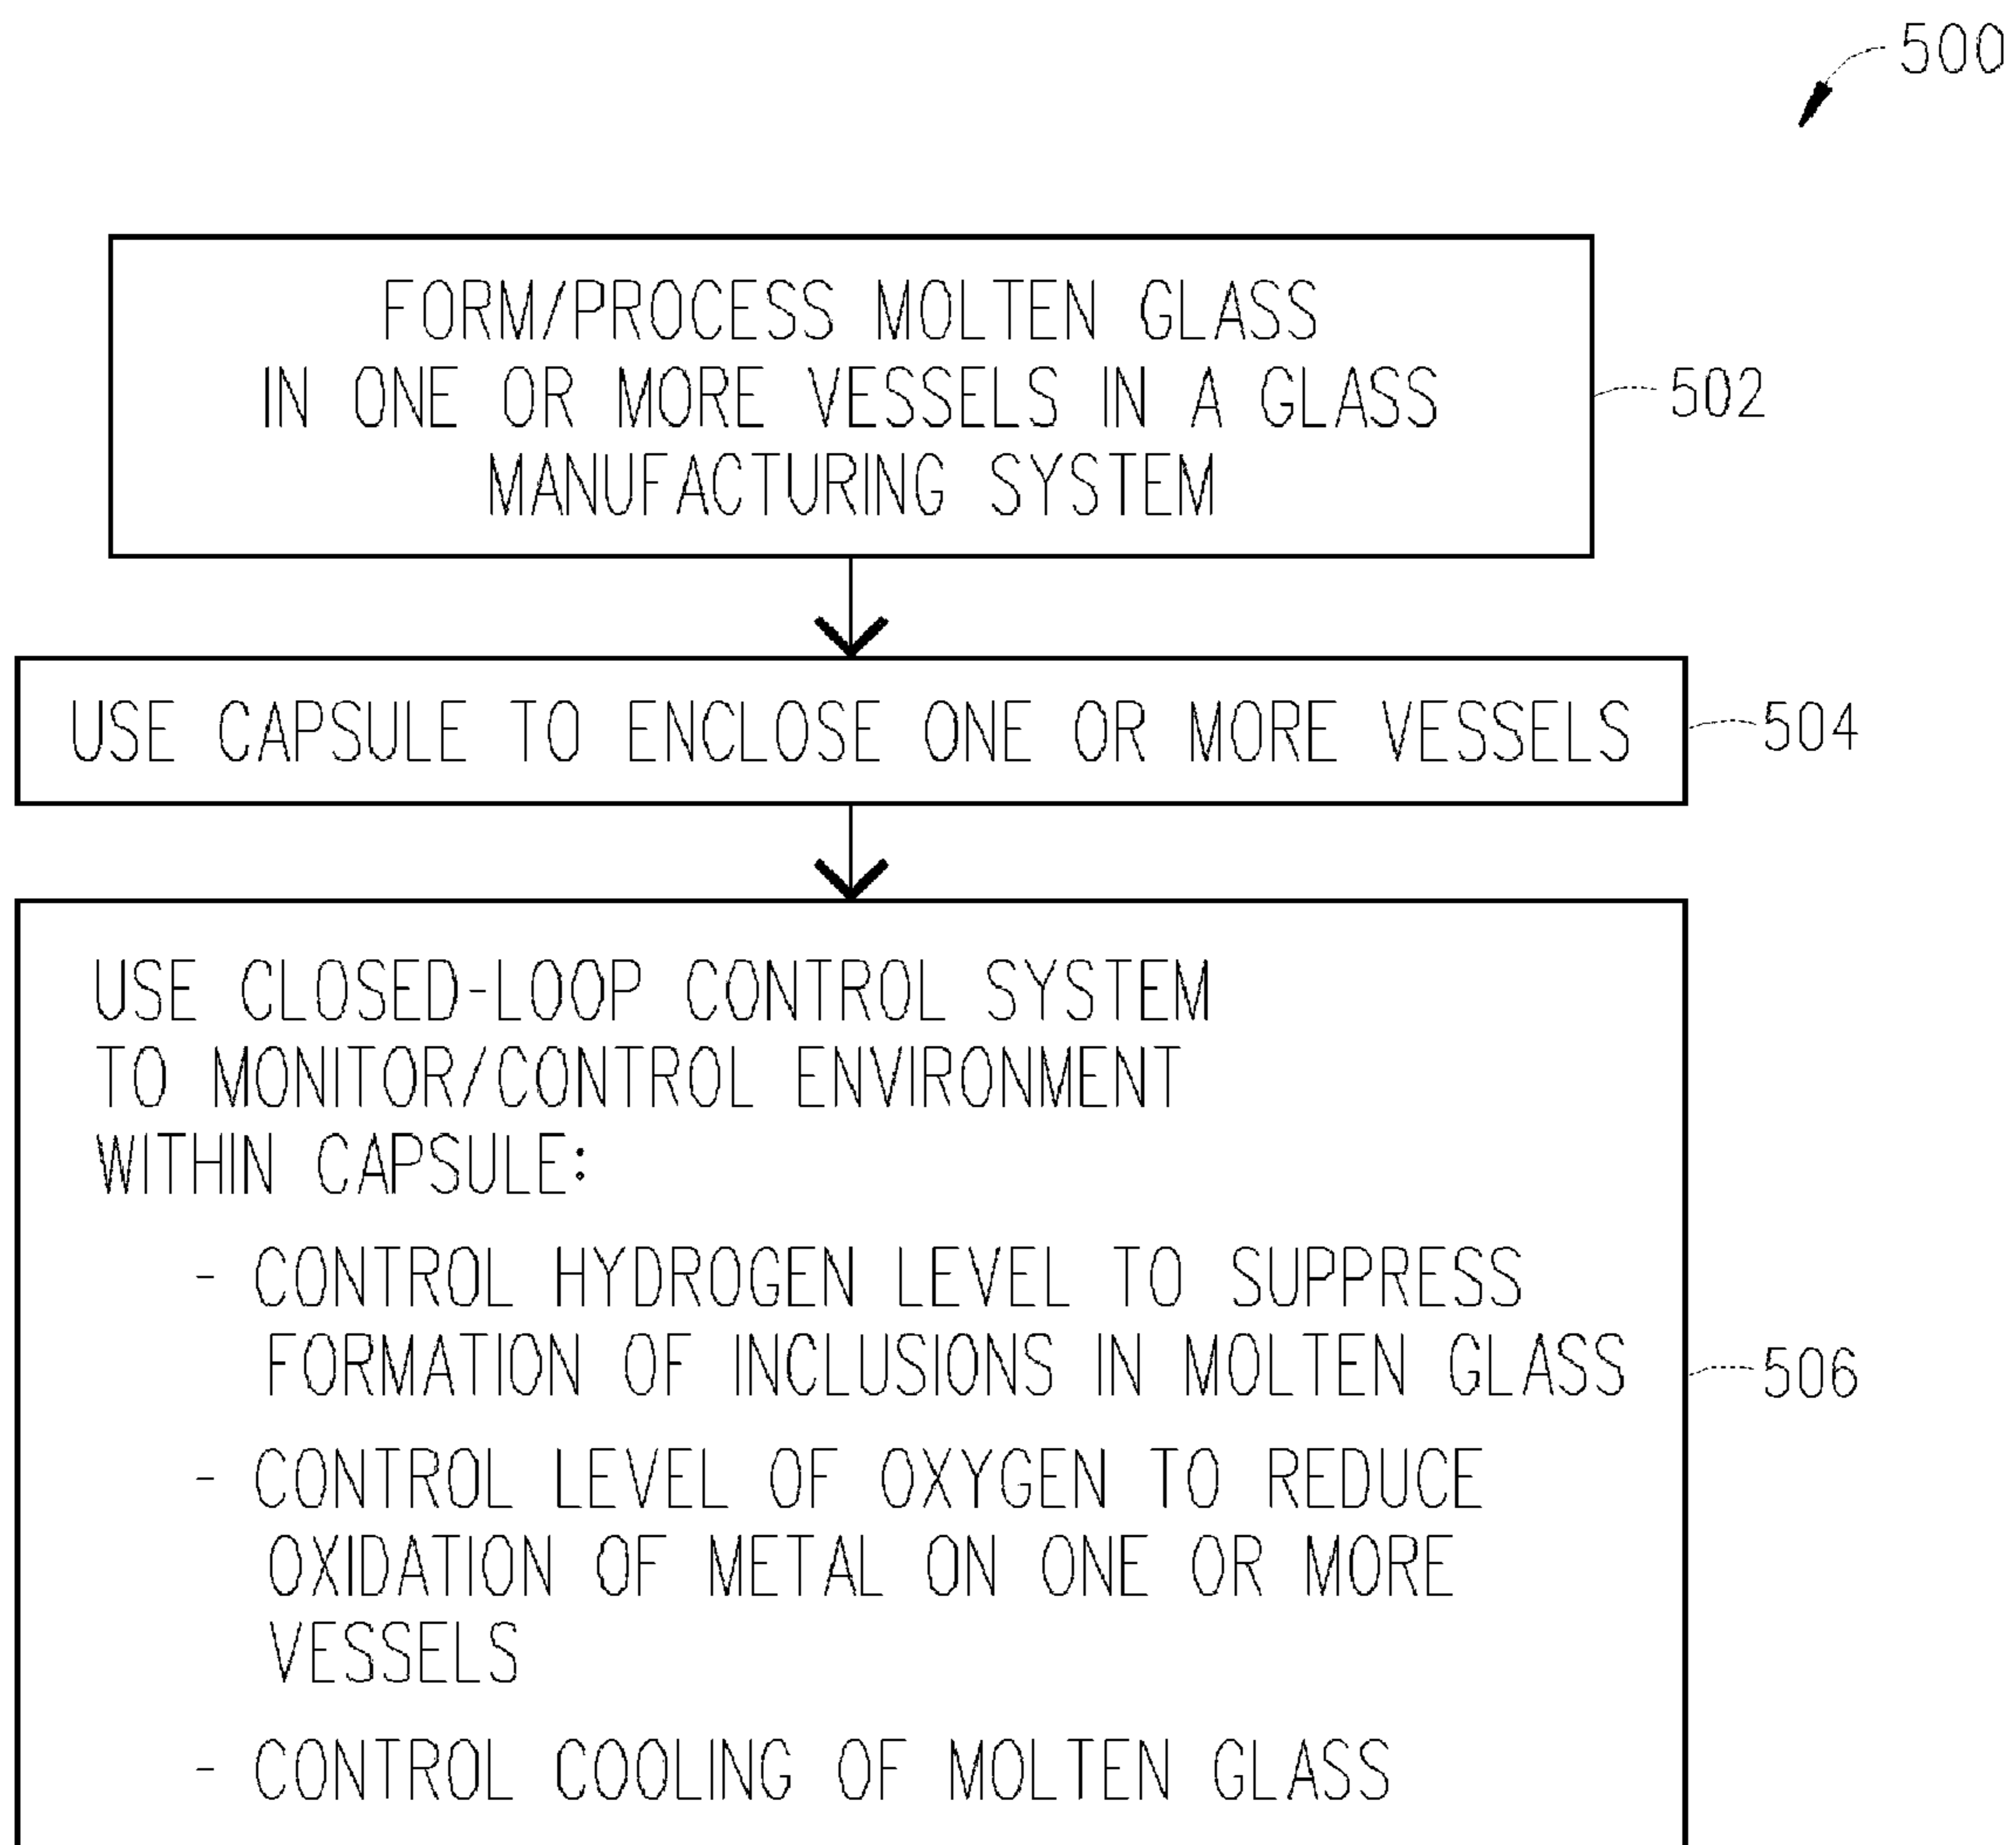 500
FORM/PROCESS MOLTEN GLASS
IN ONE OR MORE VESSELS IN A GLASS
MANUFACTURING SYSTEM
502
USE CAPSULE TO ENCLOSE ONE OR MORE VESSELS
504
USE CLOSED-LOOP CONTROL SYSTEM
TO MONITOR/CONTROL ENVIRONMENT
WITHIN CAPSULE:
- CONTROL HYDROGEN LEVEL TO SUPPRESS
FORMATION OF INCLUSIONS IN MOLTEN GLASS
506
- CONTROL LEVEL OF OXYGEN TO REDUCE
OXIDATION OF METAL ON ONE OR MORE
VESSELS
- CONTROL COOLING OF MOLTEN GLASS